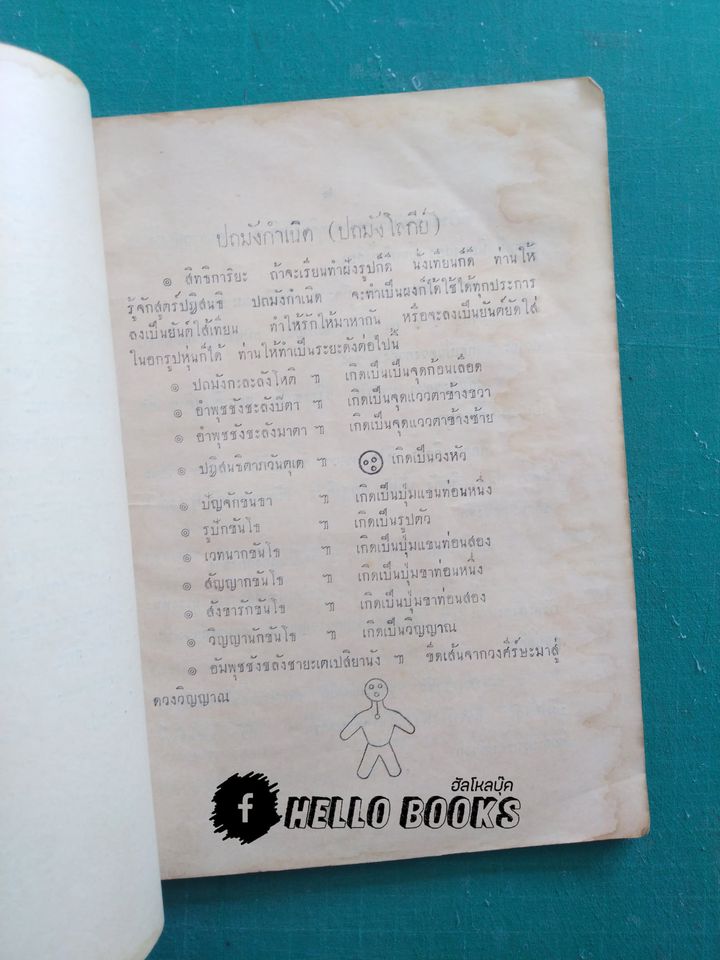 ปถมังกำเนิด (ปถมังโลกีย์)
๏ สิทธิการิยะ ถ้าจะเรียนทำฝังรูปก็ดี นั่งเทียนก็ดี ท่านให้
รู้จักสูตร์ปฏิสนธิ ปถมังกำเนิด จะทำเป็นผงก็ได้ใช้ได้ทุกประการ
ลงเป็นยันต์ไส้เทียน ทำให้รักให้มาหากัน หรือจะลงเป็นยันต์ยัดใส่
ในอกรูปหุ่นก็ได้ ท่านให้ทำเป็นระยะดังต่อไปนี้
๏ ปถมังกะละลังโหติ ฯ เกิดเป็นเป็นจุดก้อนเลือด
๏ อำพุชชังชะลังปิตา ฯ เกิดเป็นจุดแววตาข้างขวา
๏ อำพุชชังชะลังมาตา ฯ เกิดเป็นจุดแววตาข้างซ้าย
๏ ปฏิสนธิตาภวันตุเต ฯ เกิดเป็นวงหัว
๏ ปัญจักขันธา ฯ เกิดเป็นปุ่มแขนท่อนหนึ่ง
๏ รูปักขันโธ ฯ เกิดเป็นรูปตัว
๏ เวทนากขันโธ ฯ เกิดเป็นปุ่มแขนท่อนสอง
๏ สัญญากขันโธ ฯ เกิดเป็นปุ่มขาท่อนหนึ่ง
๏ สังขารักขันโธ ฯ เกิดเป็นปุ่มขาท่อนสอง
๏ วิญญานักขันโธ ฯ เกิดเป็นวิญญาณ
๏ อัมพุชชังชลังชายะเตเปสิยานัง ฯ ขีดเส้นจากวงศีร์ษะมาสู่
ดวงวิญญาณ
ฮัลโหลบุ๊ค
f HELLO BOOKS